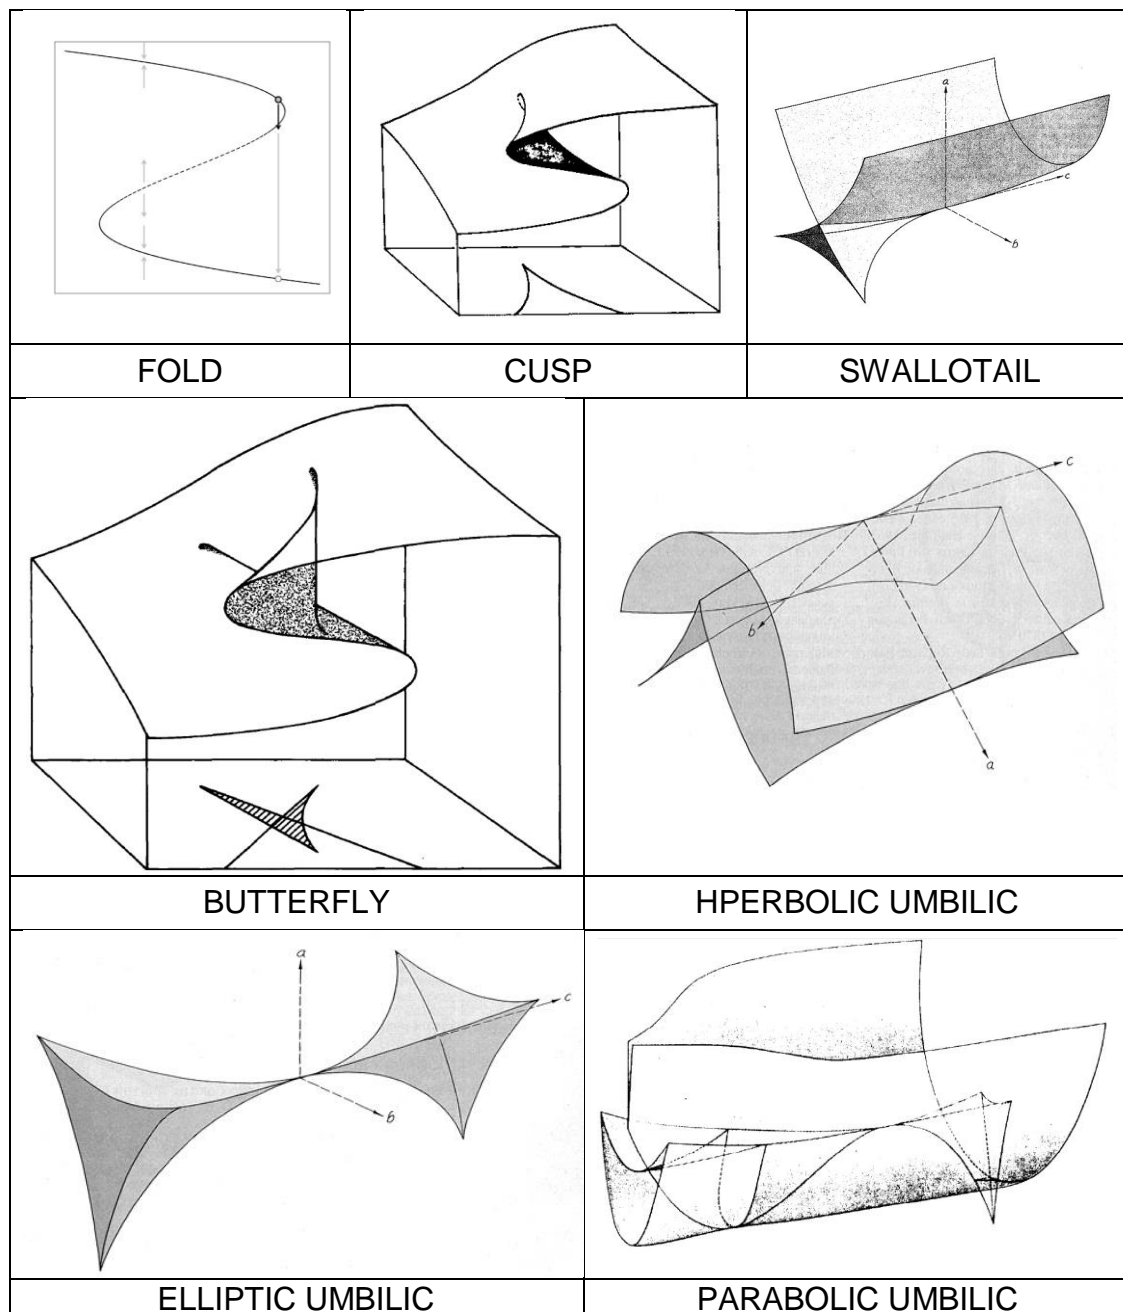 a
c
b
FOLD
CUSP
SWALLOTAIL
c
b
a
BUTTERFLY
HPERBOLIC UMBILIC
a
c
b
ELLIPTIC UMBILIC
PARABOLIC UMBILIC